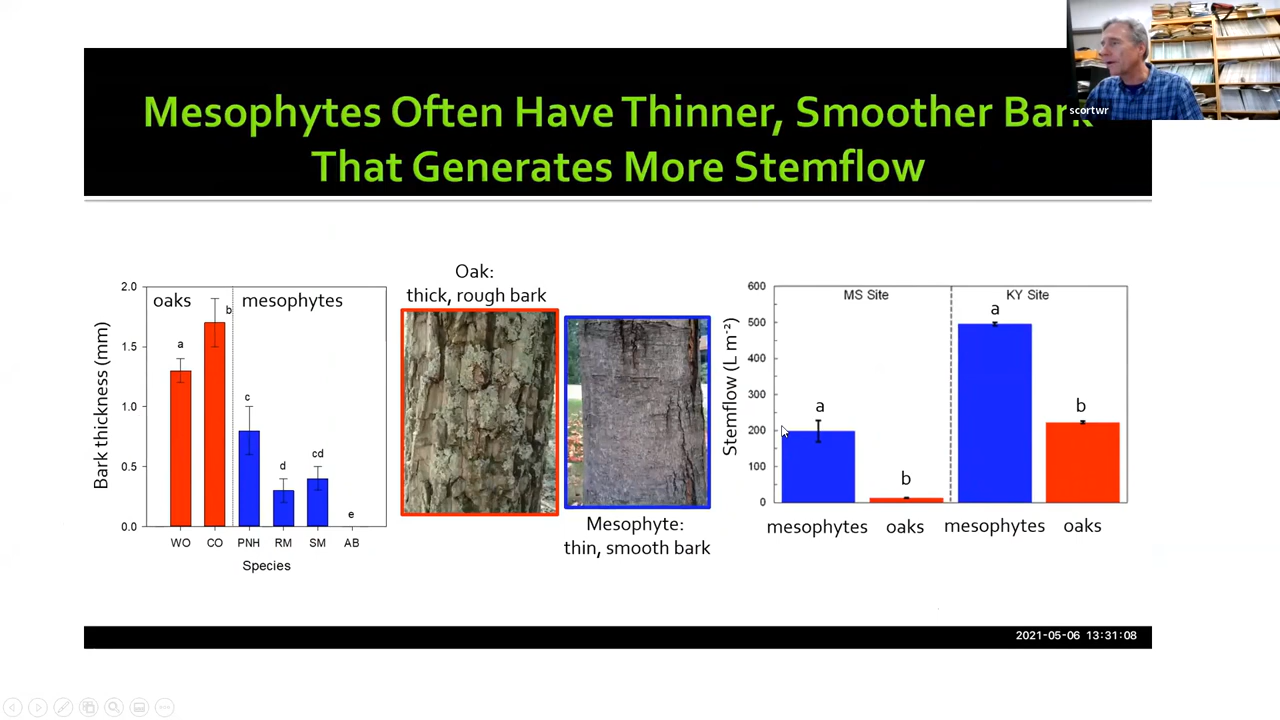 scortwr
Mesophytes Often Have Thinner, Smoother Bark
That Generates More Stemflow
Bark thickness (mm)
2.0
1.5
1.0
0.5
0.0
oaks
mesophytes
a
b
c
d
cd
e
WO
CO
PNH
RM
SM
AB
Species
Oak:
thick, rough bark
Mesophyte:
thin, smooth bark
Stemflow (L m⁻²)
600
500
400
300
200
100
0
MS Site
KY Site
a
b
a
b
mesophytes
oaks
mesophytes
oaks
2021-05-06 13:31:08